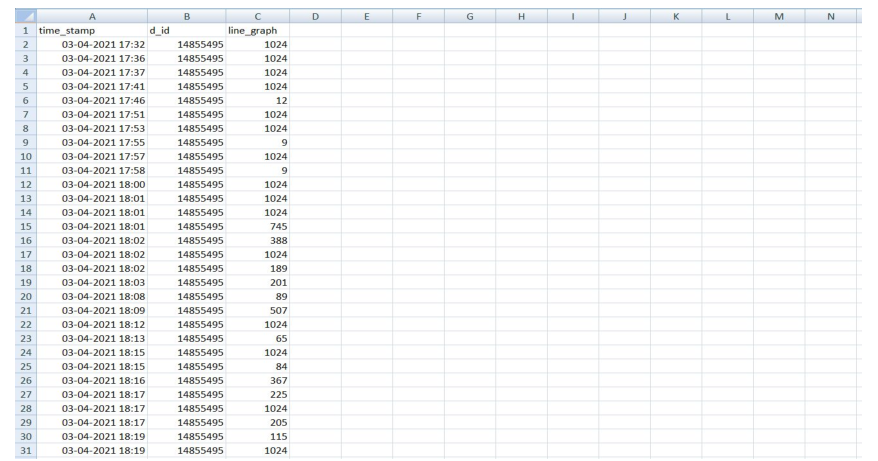 A B C D E F G H I J K L M N
1 time_stamp d_id line_graph
2 03-04-2021 17:32 14855495 1024
3 03-04-2021 17:36 14855495 1024
4 03-04-2021 17:37 14855495 1024
5 03-04-2021 17:41 14855495 1024
6 03-04-2021 17:46 14855495 12
7 03-04-2021 17:51 14855495 1024
8 03-04-2021 17:53 14855495 1024
9 03-04-2021 17:55 14855495 9
10 03-04-2021 17:57 14855495 1024
11 03-04-2021 17:58 14855495 9
12 03-04-2021 18:00 14855495 1024
13 03-04-2021 18:01 14855495 1024
14 03-04-2021 18:01 14855495 1024
15 03-04-2021 18:01 14855495 745
16 03-04-2021 18:02 14855495 388
17 03-04-2021 18:02 14855495 1024
18 03-04-2021 18:02 14855495 189
19 03-04-2021 18:03 14855495 201
20 03-04-2021 18:08 14855495 89
21 03-04-2021 18:09 14855495 507
22 03-04-2021 18:12 14855495 1024
23 03-04-2021 18:13 14855495 65
24 03-04-2021 18:15 14855495 1024
25 03-04-2021 18:15 14855495 84
26 03-04-2021 18:16 14855495 367
27 03-04-2021 18:17 14855495 225
28 03-04-2021 18:17 14855495 1024
29 03-04-2021 18:17 14855495 205
30 03-04-2021 18:19 14855495 115
31 03-04-2021 18:19 14855495 1024